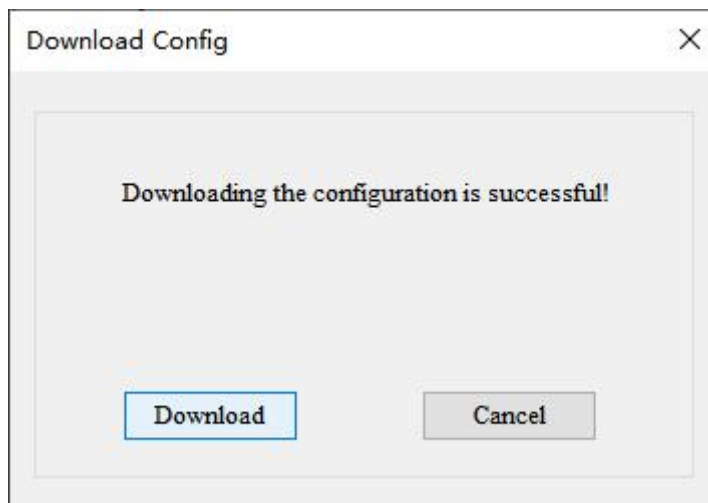 Download Config
Downloading the configuration is successful!
Download
Cancel